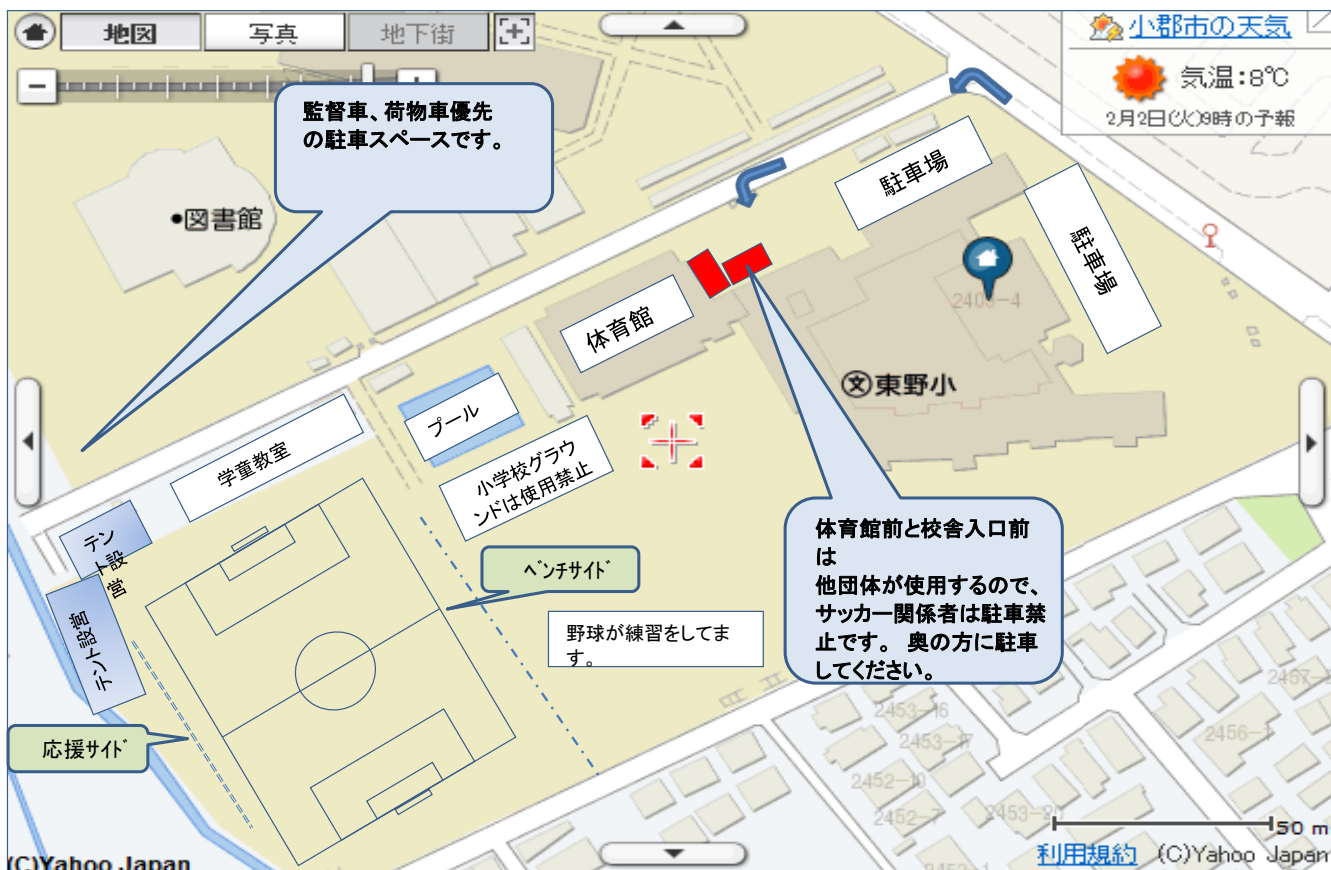 地図
写真
地下街
小郡市の天気
気温:8℃
2月2日(火)9時の予報
監督車、荷物車優先
の駐車スペースです。
駐車場
駐車場
•図書館
2403-4
体育館
東野小
プール
学童教室
小学校グラウ
ンドは使用禁止
テン
ト設
営
テント設営
ベンチサイド
体育館前と校舎入口前
は
他団体が使用するので、
サッカー関係者は駐車禁
止です。 奥の方に駐車
してください。
野球が練習をしてま
す。
応援サイド
2453-16
2453-17
2452-10
2452-7
2453-20
2456-1
50 m
利用規約 (C)Yahoo Japan
(C)Yahoo Japan